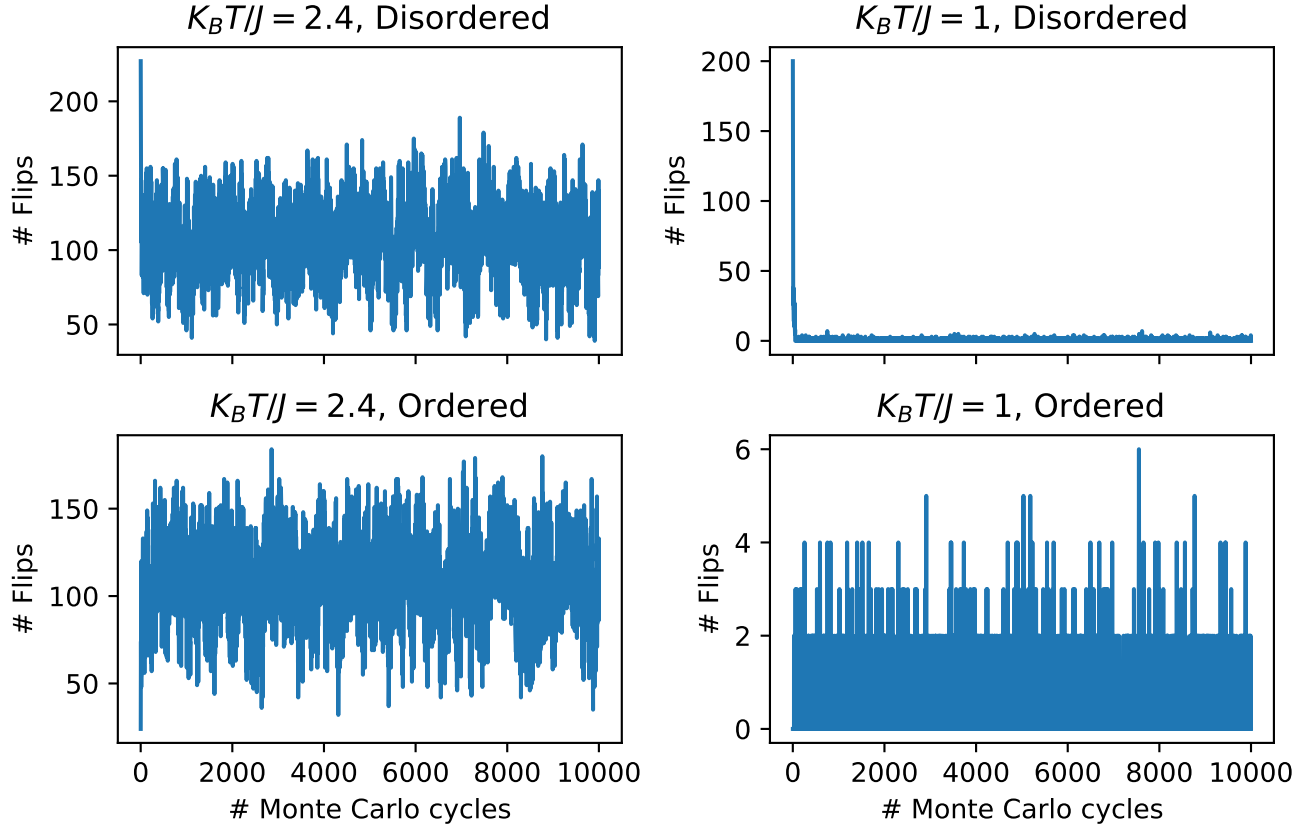 K_BT/J = 2.4, Disordered
# Flips
200
150
100
50
K_BT/J = 1, Disordered
# Flips
200
150
100
50
0
K_BT/J = 2.4, Ordered
# Flips
150
100
50
0 2000 4000 6000 8000 10000
# Monte Carlo cycles
K_BT/J = 1, Ordered
# Flips
6
4
2
0
0 2000 4000 6000 8000 10000
# Monte Carlo cycles